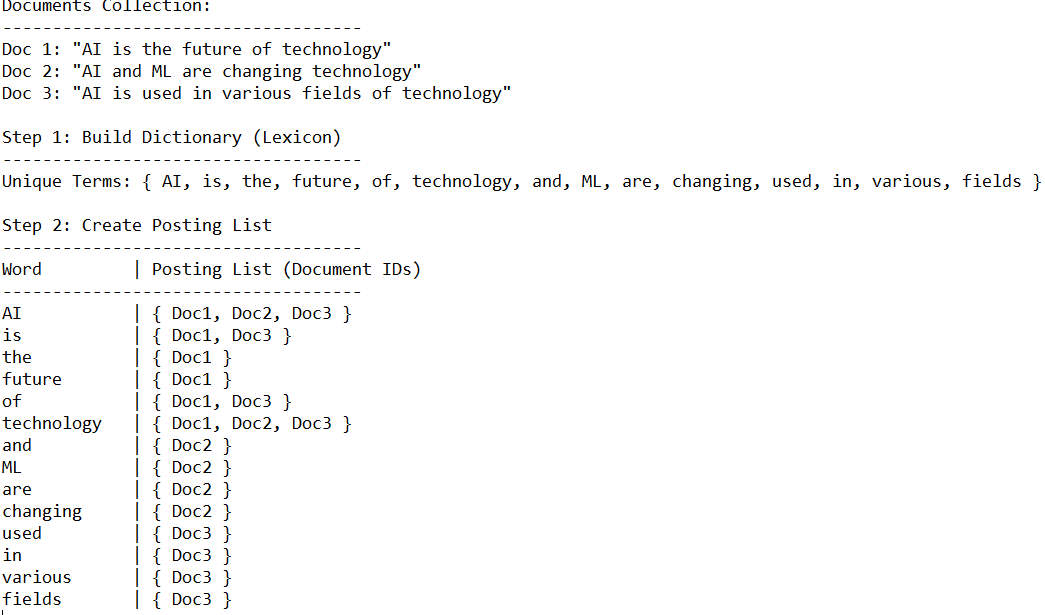 Documents Collection:
------------------------------------
Doc 1: "AI is the future of technology"
Doc 2: "AI and ML are changing technology"
Doc 3: "AI is used in various fields of technology"
Step 1: Build Dictionary (Lexicon)
------------------------------------
Unique Terms: { AI, is, the, future, of, technology, and, ML, are, changing, used, in, various, fields }
Step 2: Create Posting List
------------------------------------
Word | Posting List (Document IDs)
------------------------------------
AI | { Doc1, Doc2, Doc3 }
is | { Doc1, Doc3 }
the | { Doc1 }
future | { Doc1 }
of | { Doc1, Doc3 }
technology | { Doc1, Doc2, Doc3 }
and | { Doc2 }
ML | { Doc2 }
are | { Doc2 }
changing | { Doc2 }
used | { Doc3 }
in | { Doc3 }
various | { Doc3 }
fields | { Doc3 }